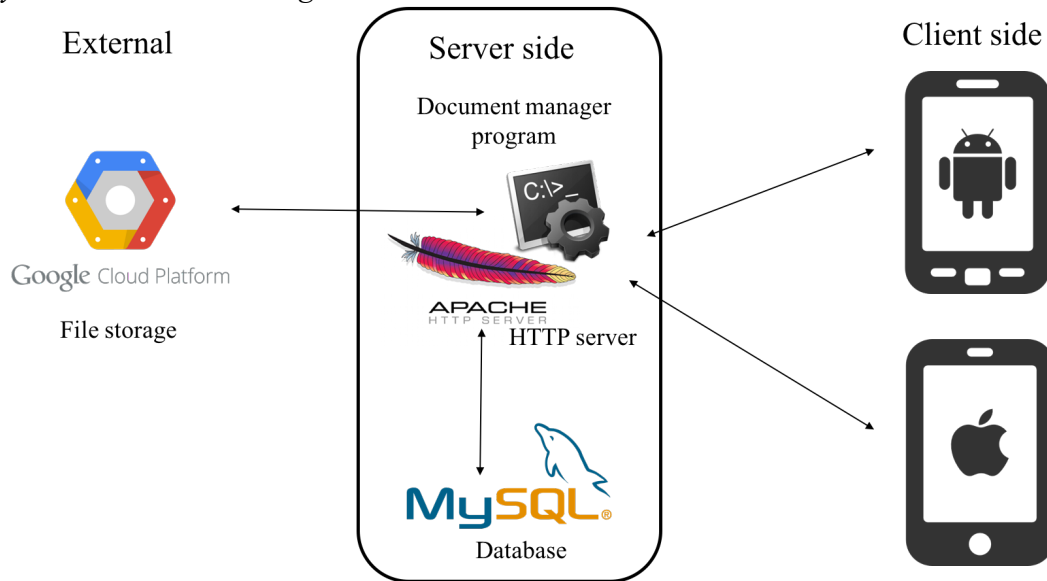 External
Google Cloud Platform
File storage
Server side
Document manager
program
C:\>_
APACHE
HTTP SERVER
HTTP server
MySQL®
Database
Client side